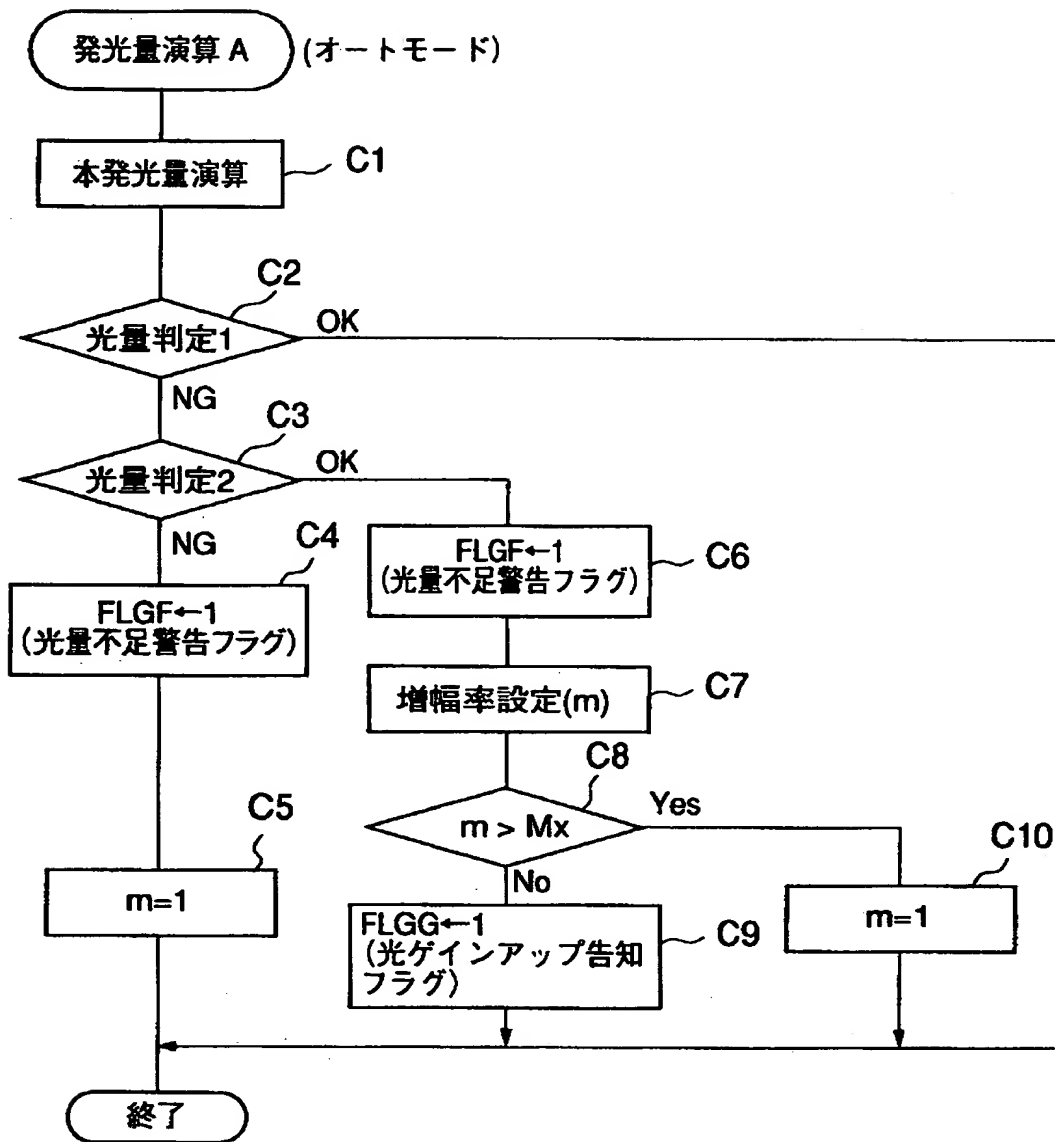 発光量演算 A (オートモード)
本発光量演算
C1
C2
光量判定1
OK
NG
C3
光量判定2
OK
NG
C4
FLGF←1
(光量不足警告フラグ)
C6
FLGF←1
(光量不足警告フラグ)
増幅率設定(m)
C7
C8
m > Mx
Yes
No
C5
m=1
C10
m=1
FLGG←1
(光ゲインアップ告知
フラグ)
C9
終了